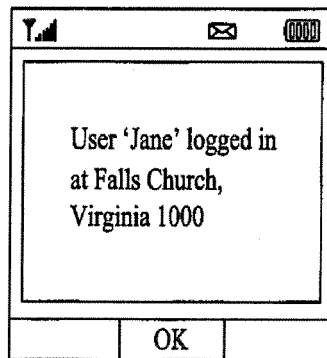 User ‘Jane’ logged in
at Falls Church,
Virginia 1000
OK